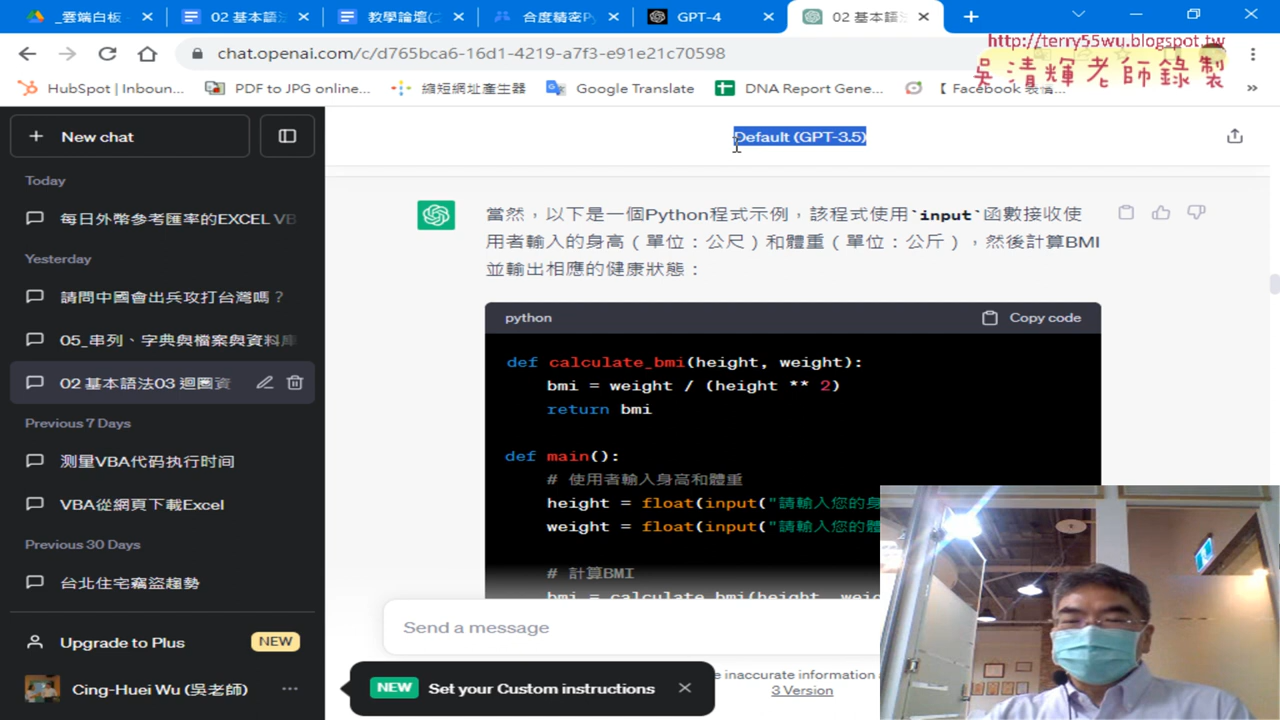 _雲端白板
02 基本語
教學論壇(
合度精密Py
GPT-4
02 基本語
chat.openai.com/c/d765bca6-16d1-4219-a7f3-e91e21c70598
http://terry55wu.blogspot.tw
吳清輝老師錄製
HubSpot | Inboun...
PDF to JPG online...
縮短網址產生器
Google Translate
DNA Report Gene...
【 Facebook 表情...
»
+ New chat
Default (GPT-3.5)
Today
每日外幣參考匯率的EXCEL VB
Yesterday
請問中國會出兵攻打台灣嗎？
05_串列、字典與檔案與資料庫
02 基本語法03 迴圈資
Previous 7 Days
测量VBA代码执行时间
VBA從網頁下載Excel
Previous 30 Days
台北住宅竊盜趨勢
Upgrade to Plus
NEW
Cing-Huei Wu (吳老師)
當然，以下是一個Python程式示例，該程式使用`input`函數接收使
用者輸入的身高（單位：公尺）和體重（單位：公斤），然後計算BMI
並輸出相應的健康狀態：
python
Copy code
def calculate_bmi(height, weight):
bmi = weight / (height ** 2)
return bmi
def main():
# 使用者輸入身高和體重
height = float(input("請輸入您的身
weight = float(input("請輸入您的體
# 計算BMI
bmi = calculate_bmi(height, weig
Send a message
e inaccurate information a
3 Version
NEW Set your Custom instructions